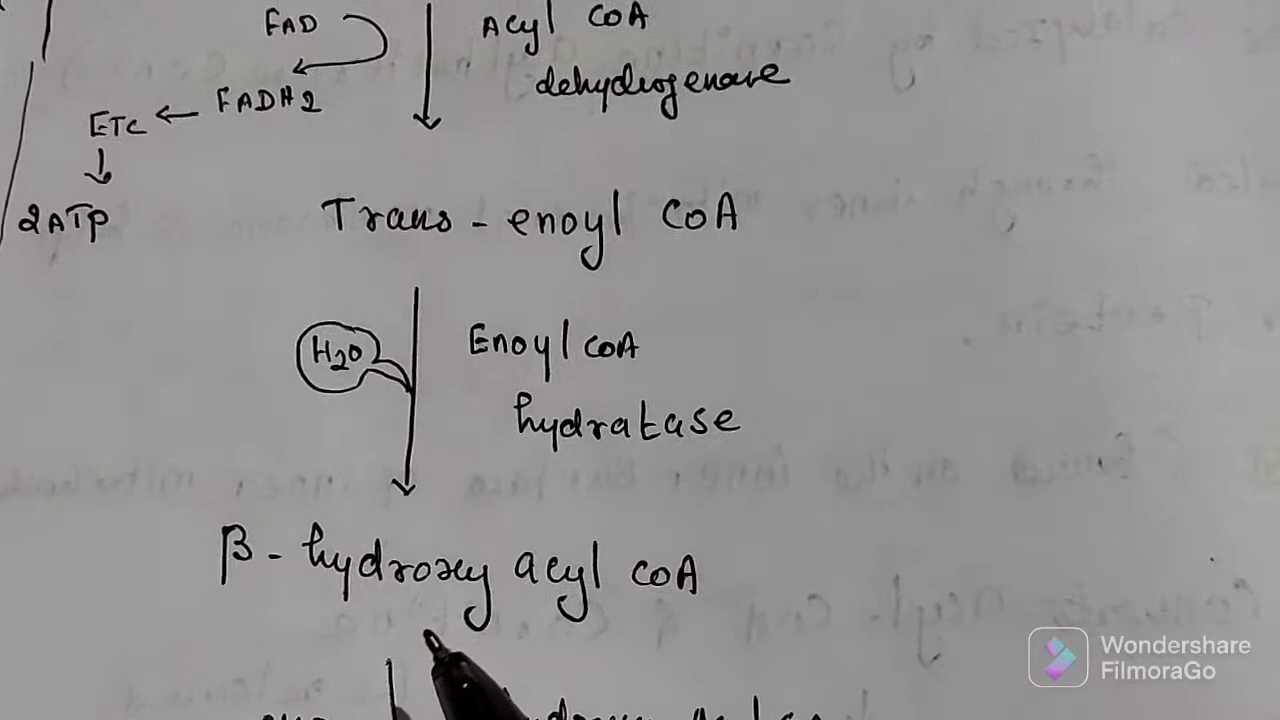 FAD
Acyl CoA
dehydrogenase
FADH2
ETC
2ATP
Trans - enoyl CoA
H2O
Enoyl CoA
hydratase
β - hydroxy acyl CoA
Wondershare
FilmoraGo